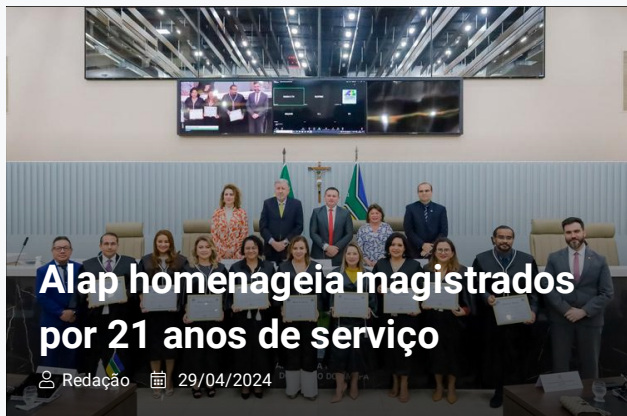 Alap homenageia magistrados
por 21 anos de serviço
Redação 29/04/2024